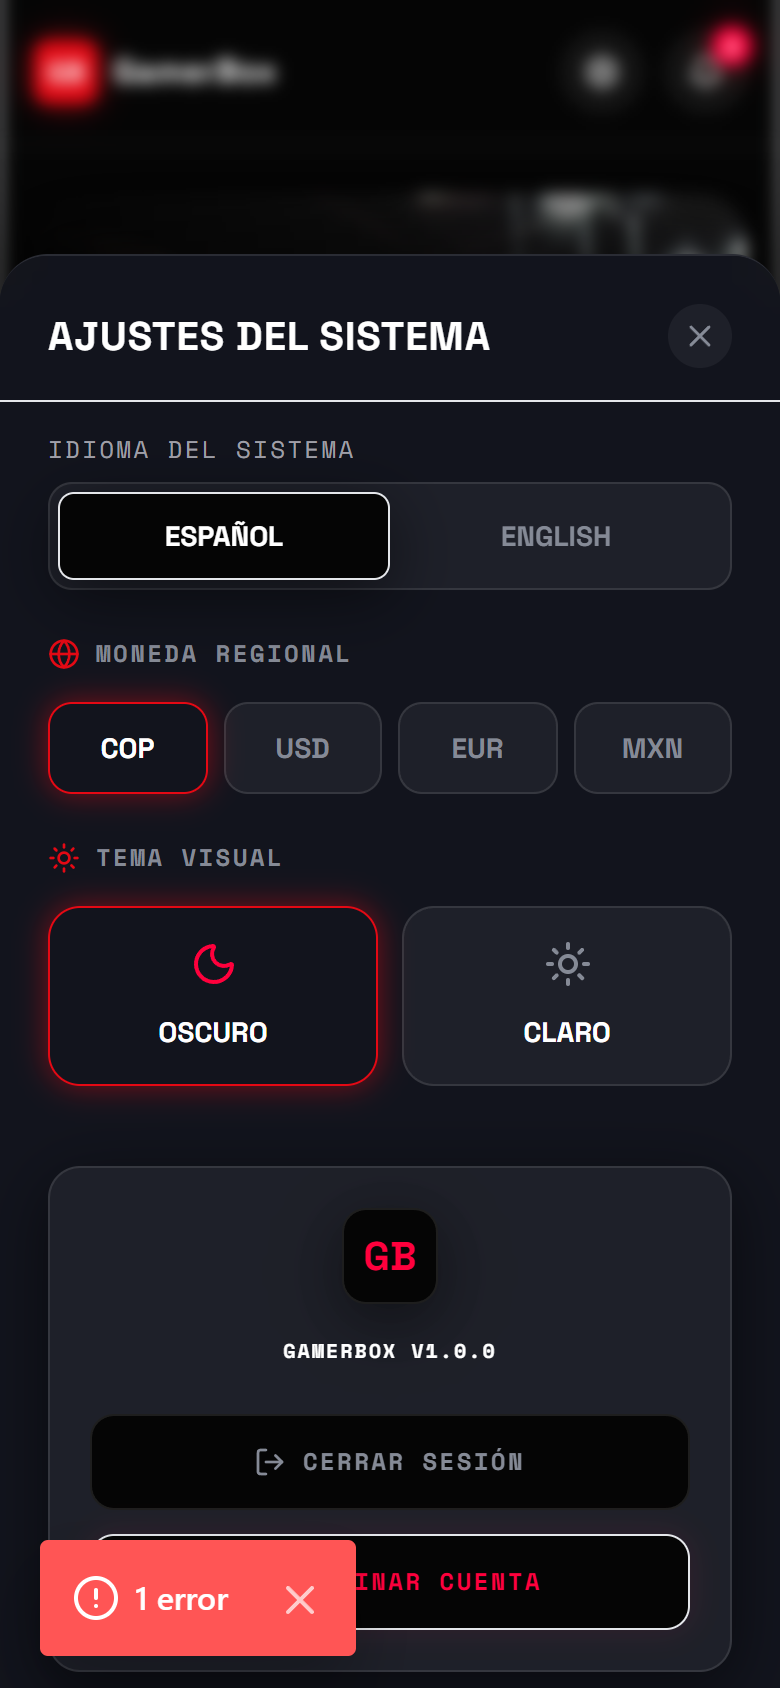 GamerBox
AJUSTES DEL SISTEMA
IDIOMA DEL SISTEMA
ESPAÑOL
ENGLISH
MONEDA REGIONAL
COP
USD
EUR
MXN
TEMA VISUAL
OSCURO
CLARO
GB
GAMERBOX V1.0.0
CERRAR SESIÓN
CUENTA
1 error